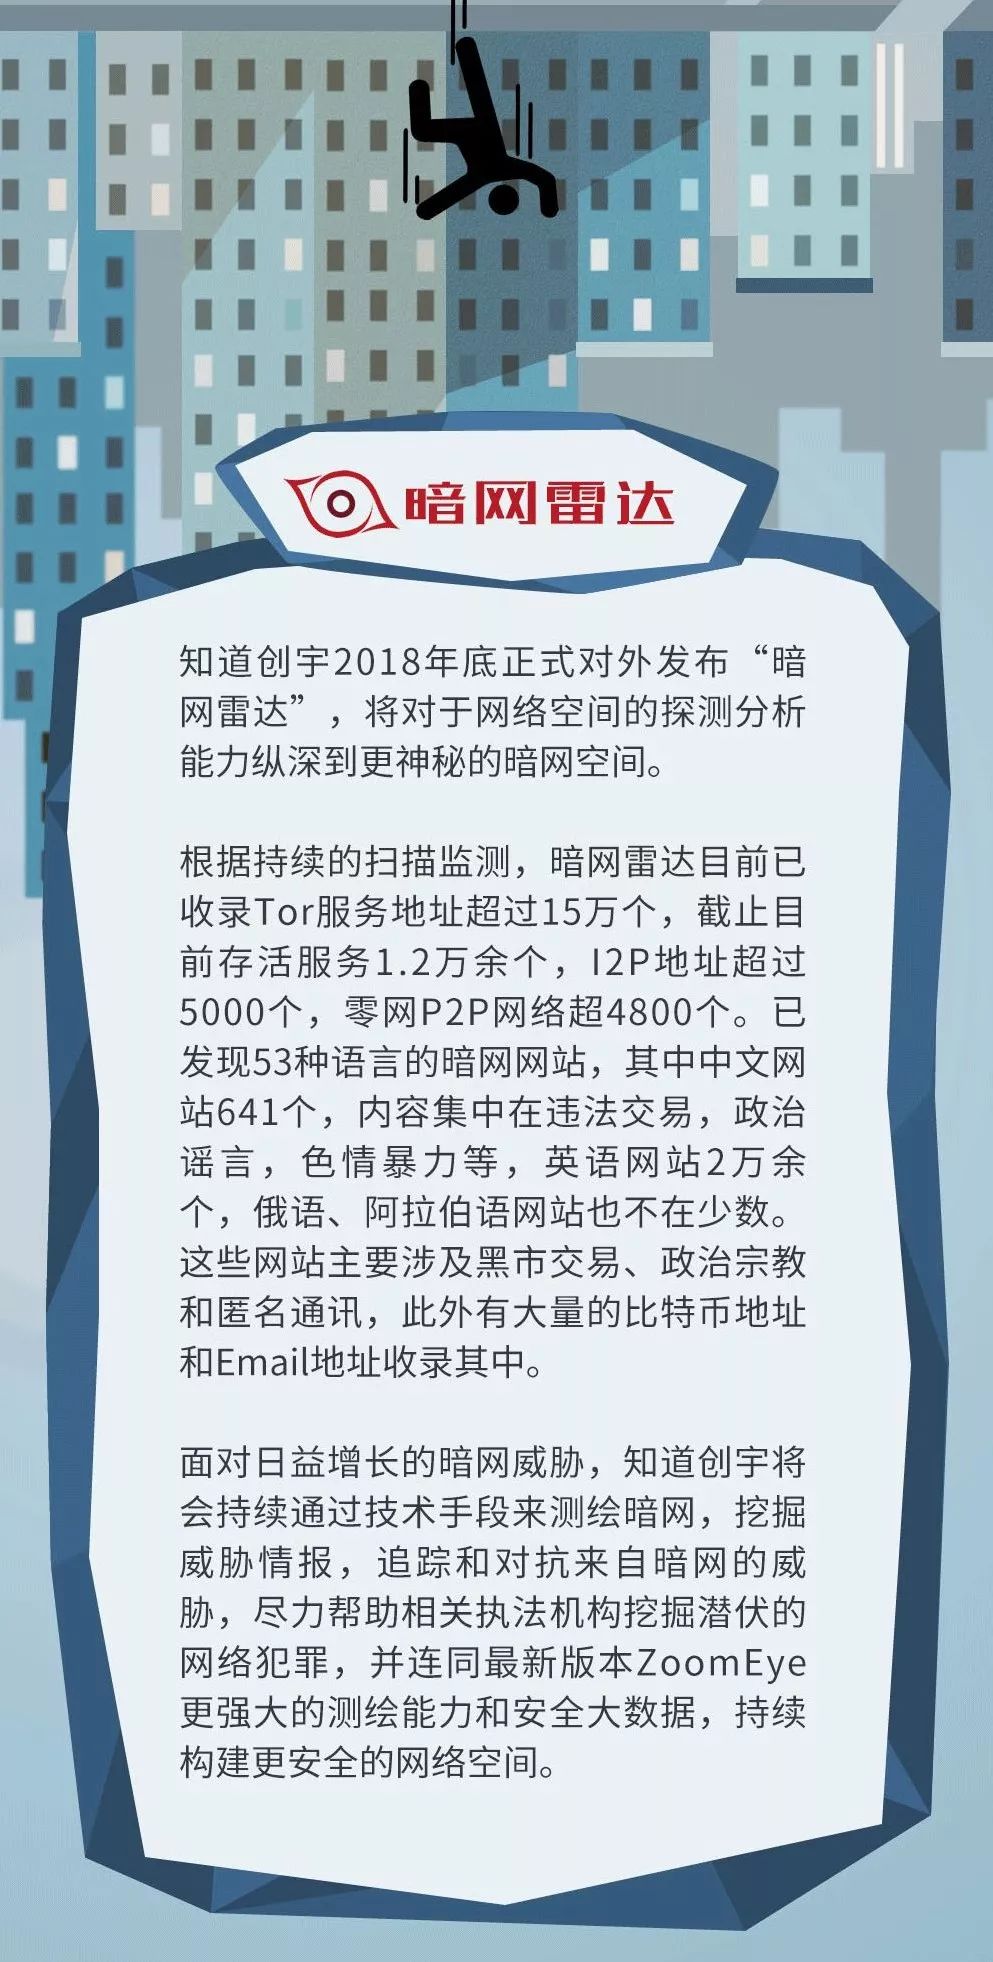 暗网雷达
知道创宇2018年底正式对外发布“暗
网雷达”，将对于网络空间的探测分析
能力纵深到更神秘的暗网空间。
根据持续的扫描监测，暗网雷达目前已
收录Tor服务地址超过15万个，截止目
前存活服务1.2万余个，I2P地址超过
5000个，零网P2P网络超4800个。已
发现53种语言的暗网网站，其中中文网
站641个，内容集中在违法交易，政治
谣言，色情暴力等，英语网站2万余
个，俄语、阿拉伯语网站也不在少数。
这些网站主要涉及黑市交易、政治宗教
和匿名通讯，此外有大量的比特币地址
和Email地址收录其中。
面对日益增长的暗网威胁，知道创宇将
会持续通过技术手段来测绘暗网，挖掘
威胁情报，追踪和对抗来自暗网的威
胁，尽力帮助相关执法机构挖掘潜伏的
网络犯罪，并连同最新版本ZoomEye
更强大的测绘能力和安全大数据，持续
构建更安全的网络空间。